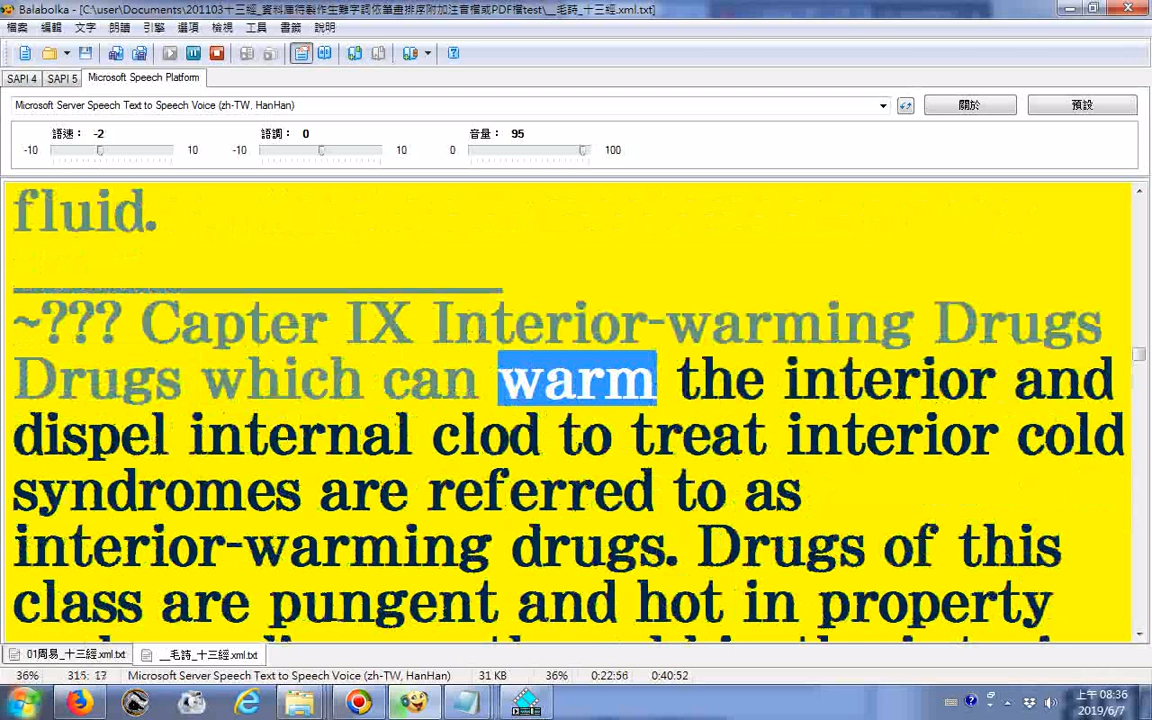 Balabolka - [C:\user\Documents\201103十三經_資料庫待製作生難字詞依筆畫排序附加注音檔或PDF檔test\__毛詩_十三經.xml.txt]
檔案 編輯 文字 朗讀 引擎 選項 檢視 工具 書籤 說明
SAPI 4 SAPI 5 Microsoft Speech Platform
Microsoft Server Speech Text to Speech Voice (zh-TW, HanHan) 關於 預設
語速： -2 語調： 0 音量： 95
-10 10 -10 10 0 100
fluid.
~??? Capter IX Interior-warming Drugs
Drugs which can warm the interior and
dispel internal clod to treat interior cold
syndromes are referred to as
interior-warming drugs. Drugs of this
class are pungent and hot in property
01周易_十三經.xml.txt __毛詩_十三經.xml.txt
36% 315: 17 Microsoft Server Speech Text to Speech Voice (zh-TW, HanHan) 31 KB 36% 0:22:56 0:40:52
上午 08:36
2019/6/7